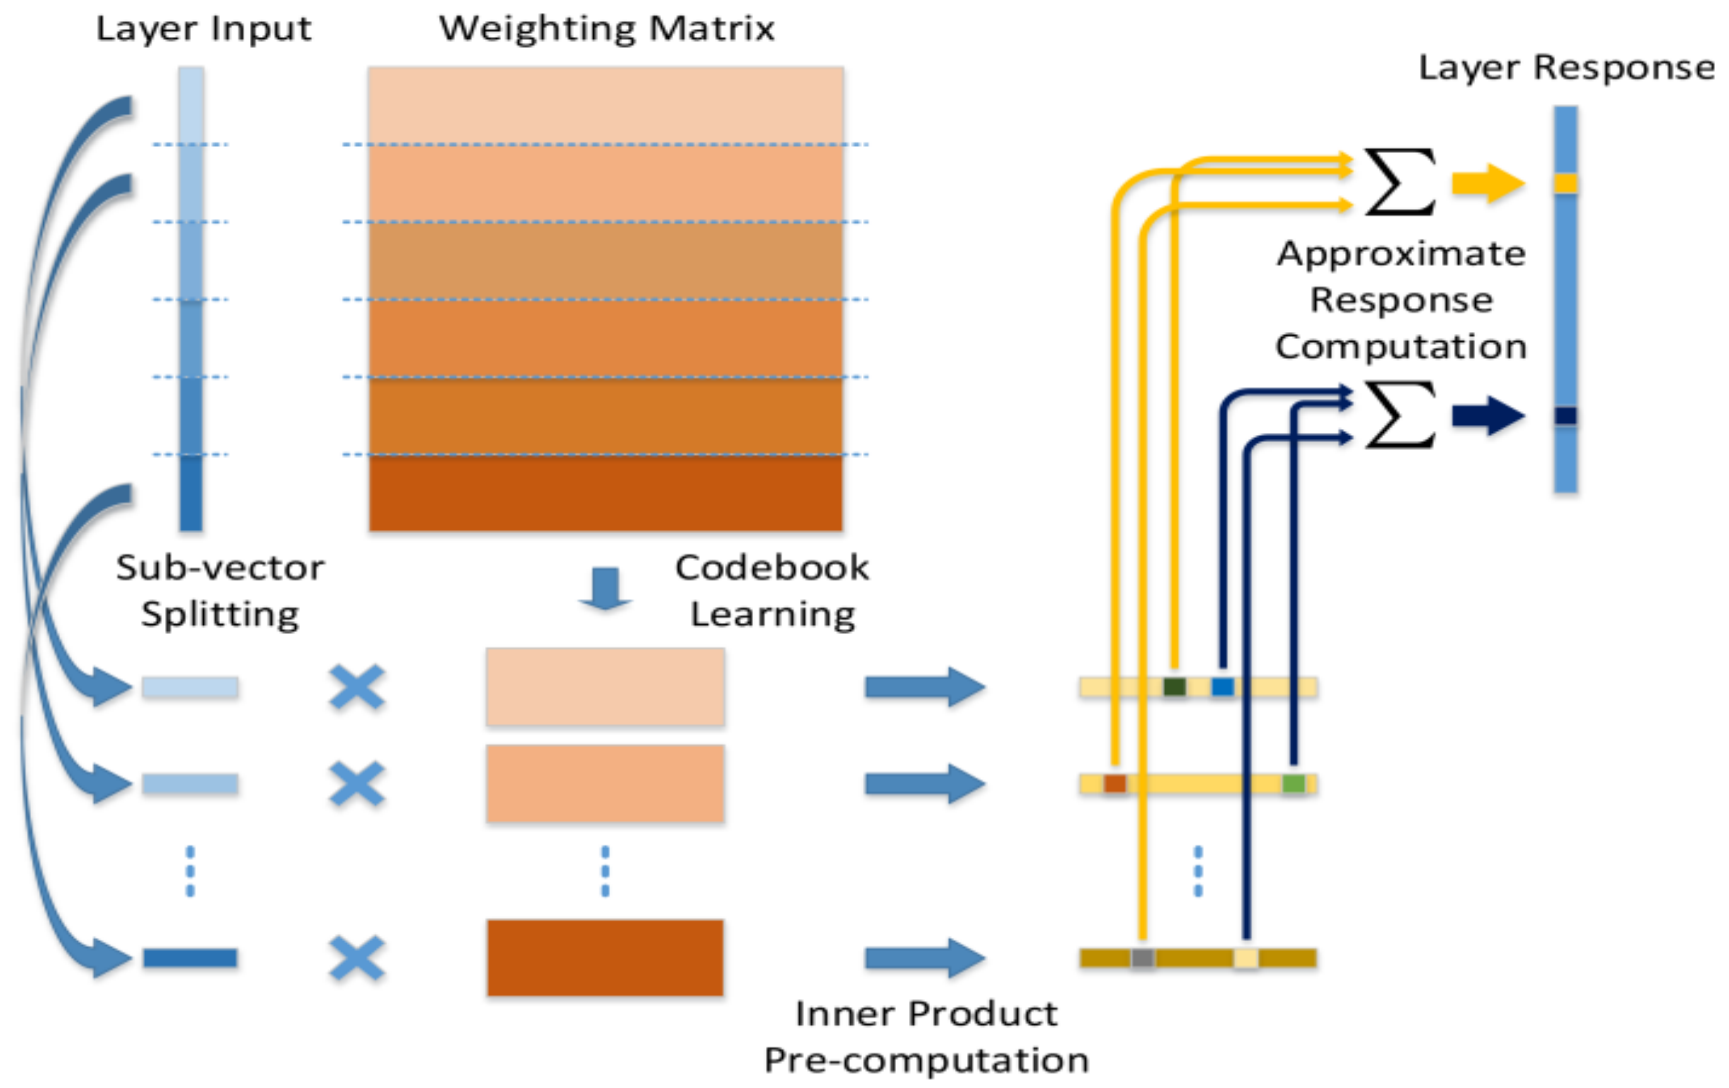 Layer Input
Weighting Matrix
Layer Response
∑
Approximate
Response
Computation
∑
Sub-vector
Splitting
Codebook
Learning
Inner Product
Pre-computation